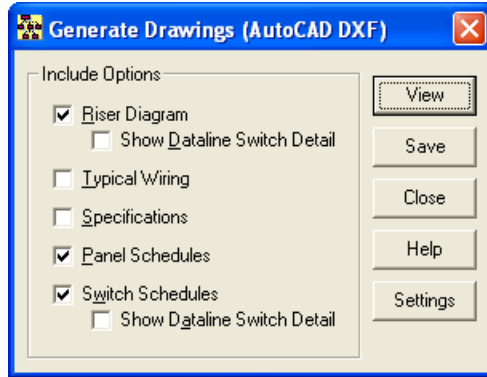 Generate Drawings (AutoCAD DXF)
Include Options
Riser Diagram
Show Dataline Switch Detail
Typical Wiring
Specifications
Panel Schedules
Switch Schedules
Show Dataline Switch Detail
View
Save
Close
Help
Settings